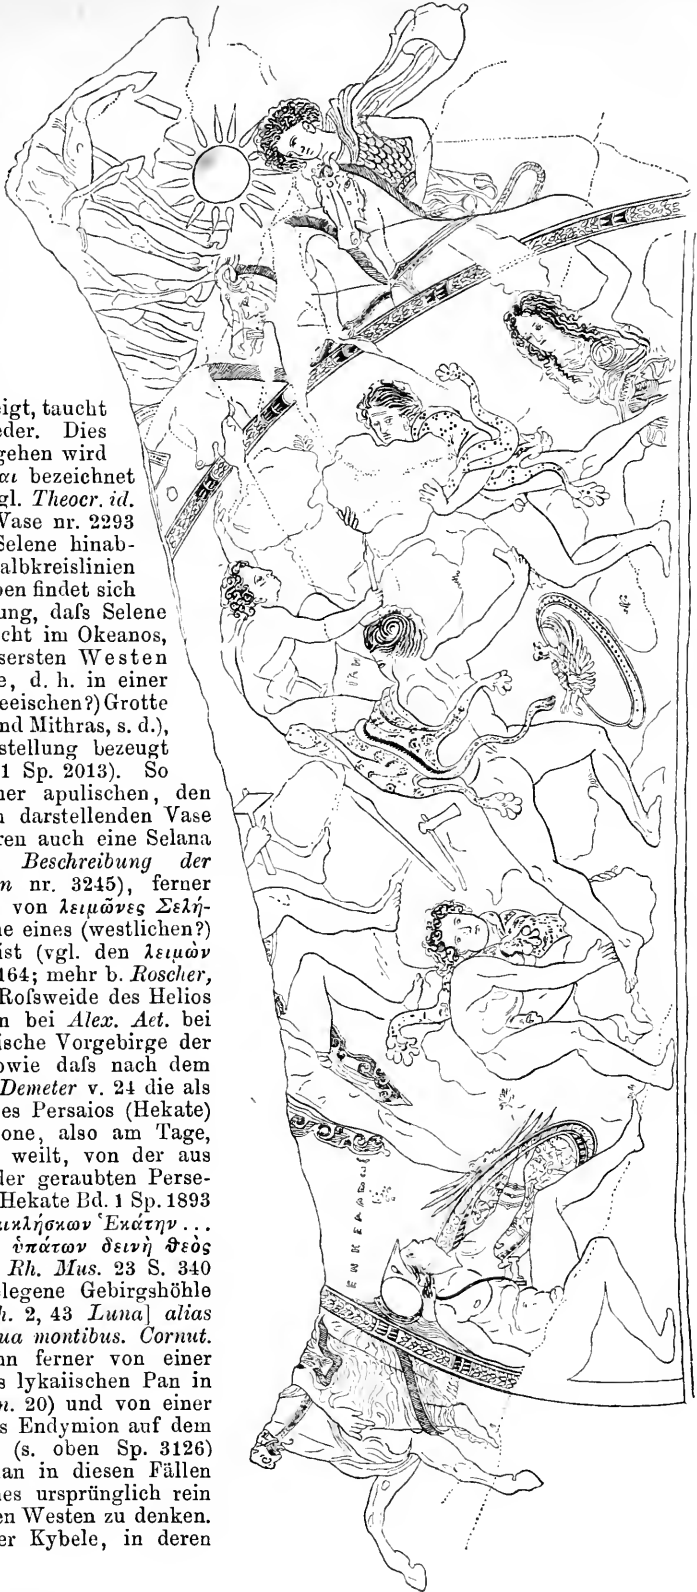 eigt, taucht
eder. Dies
gehen wird
αι bezeichnet
gl. Theocr. id.
Vase nr. 2293
Selene hinab-
albkreislinien
ben findet sich
ung, daſs Selene
cht im Okeanos,
sersten Westen
e, d. h. in einer
eeischen?) Grotte
nd Mithras, s. d.),
stellung bezeugt
1 Sp. 2013). So
ner apulischen, den
n darstellenden Vase
ren auch eine Selana
Beschreibung der
n nr. 3245), ferner
von λειμῶνες Σελή-
ne eines (westlichen?)
ist (vgl. den λειμὼν
164; mehr b. Roscher,
Roſsweide des Helios
n bei Alex. Aet. bei
ische Vorgebirge der
owie daſs nach dem
Demeter v. 24 die als
es Persaios (Hekate)
one, also am Tage,
weilt, von der aus
der geraubten Perse-
Hekate Bd. 1 Sp. 1893
ικλήσκων Ἑκάτην ...
ὑπάτων δεινὴ θεός
Rh. Mus. 23 S. 340
legene Gebirgshöhle
h. 2, 43 Luna] alias
ua montibus. Cornut.
nn ferner von einer
s lykaiischen Pan in
n. 20) und von einer
s Endymion auf dem
(s. oben Sp. 3126)
an in diesen Fällen
nes ursprünglich rein
en Westen zu denken.
er Kybele, in deren